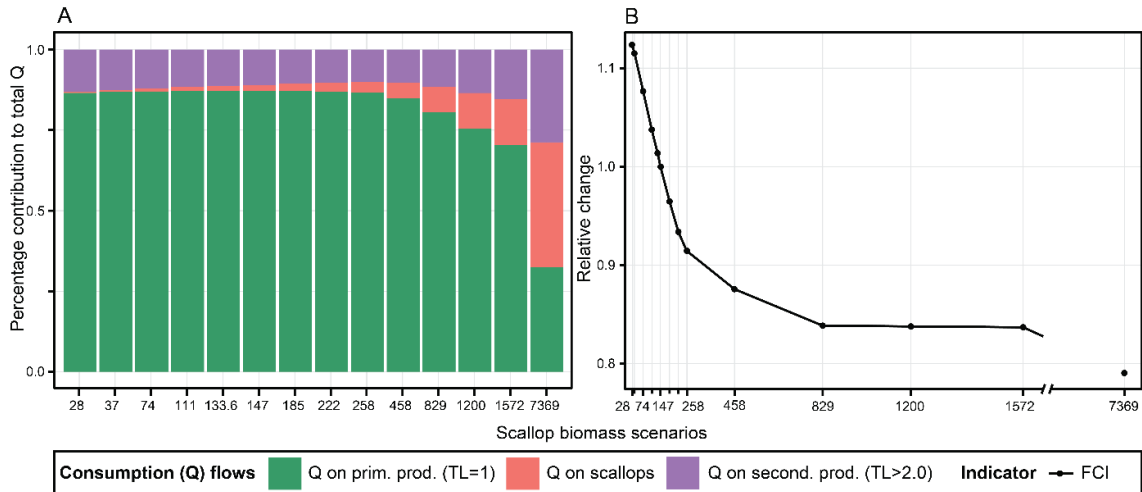 A
B
Percentage contribution to total Q
1.0
0.5
0.0
28 37 74 111 133.6 147 185 222 258 458 829 1200 1572 7369
Relative change
1.1
1.0
0.9
0.8
28 74 147 258 458 829 1200 1572 7369
Scallop biomass scenarios
Consumption (Q) flows Q on prim. prod. (TL=1) Q on scallops Q on second. prod. (TL>2.0) Indicator FCI